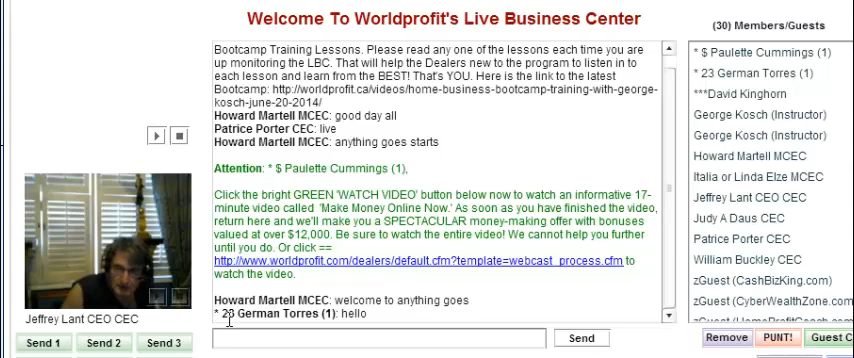 Welcome To Worldprofit's Live Business Center
(30) Members/Guests
Bootcamp Training Lessons. Please read any one of the lessons each time you are
up monitoring the LBC. That will help the Dealers new to the program to listen in to
each lesson and learn from the BEST! That's YOU. Here is the link to the latest
Bootcamp: http://worldprofit.ca/videos/home-business-bootcamp-training-with-george-
kosch-june-20-2014/
Howard Martell MCEC: good day all
Patrice Porter CEC: live
Howard Martell MCEC: anything goes starts
Attention: * $ Paulette Cummings (1),
Click the bright GREEN 'WATCH VIDEO' button below now to watch an informative 17-
minute video called 'Make Money Online Now.' As soon as you have finished the video,
return here and we'll make you a SPECTACULAR money-making offer with bonuses
valued at over $12,000. Be sure to watch the entire video! We cannot help you further
until you do. Or click ==
http://www.worldprofit.com/dealers/default.cfm?template=webcast_process.cfm to
watch the video.
Howard Martell MCEC: welcome to anything goes
* 23 German Torres (1): hello
Send
* $ Paulette Cummings (1)
* 23 German Torres (1)
***David Kinghorn
George Kosch (Instructor)
George Kosch (Instructor)
Howard Martell MCEC
Italia or Linda Elze MCEC
Jeffrey Lant CEO CEC
Judy A Daus CEC
Patrice Porter CEC
William Buckley CEC
zGuest (CashBizKing.com)
zGuest (CyberWealthZone.com
zGuest (HomeProfitCoach.com
Remove
PUNT!
Guest C
Jeffrey Lant CEO CEC
Send 1
Send 2
Send 3